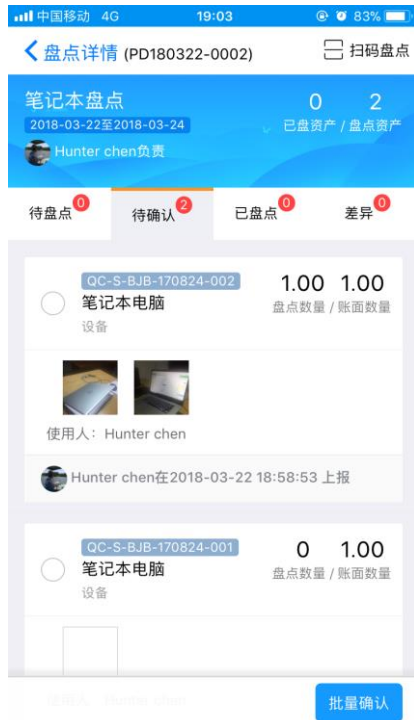 中国移动 4G 19:03 83%
盘点详情 (PD180322-0002) 扫码盘点
笔记本盘点 0 2
2018-03-22至2018-03-24 已盘资产 / 盘点资产
Hunter chen负责
待盘点 0 待确认 2 已盘点 0 差异 0
QC-S-BJB-170824-002 1.00 1.00
笔记本电脑 盘点数量 / 账面数量
设备
使用人：Hunter chen
Hunter chen在2018-03-22 18:58:53 上报
QC-S-BJB-170824-001 0 1.00
笔记本电脑 盘点数量 / 账面数量
设备
使用人 Hunter chen
批量确认